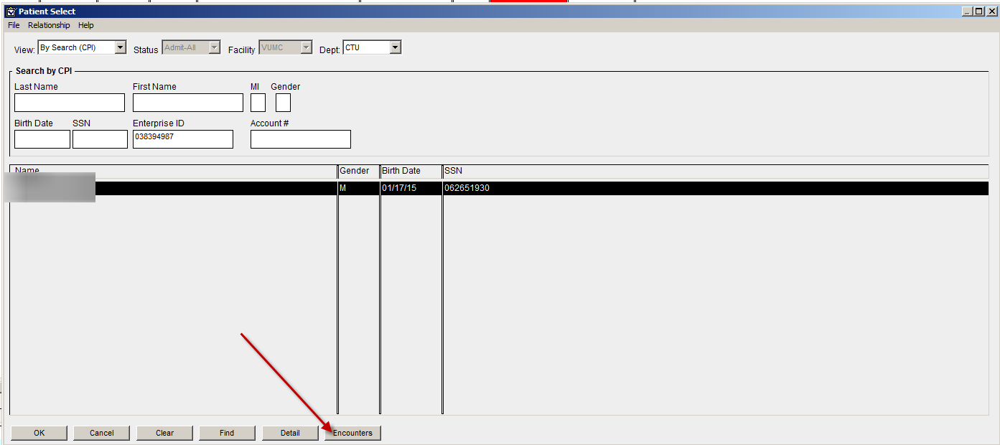 Patient Select
File Relationship Help
View: By Search (CPI) Status Admit-All Facility VUMC Dept: CTU
Search by CPI
Last Name First Name MI Gender
Birth Date SSN Enterprise ID Account #
038394987
Name Gender Birth Date SSN
M 01/17/15 062651930
OK Cancel Clear Find Detail Encounters